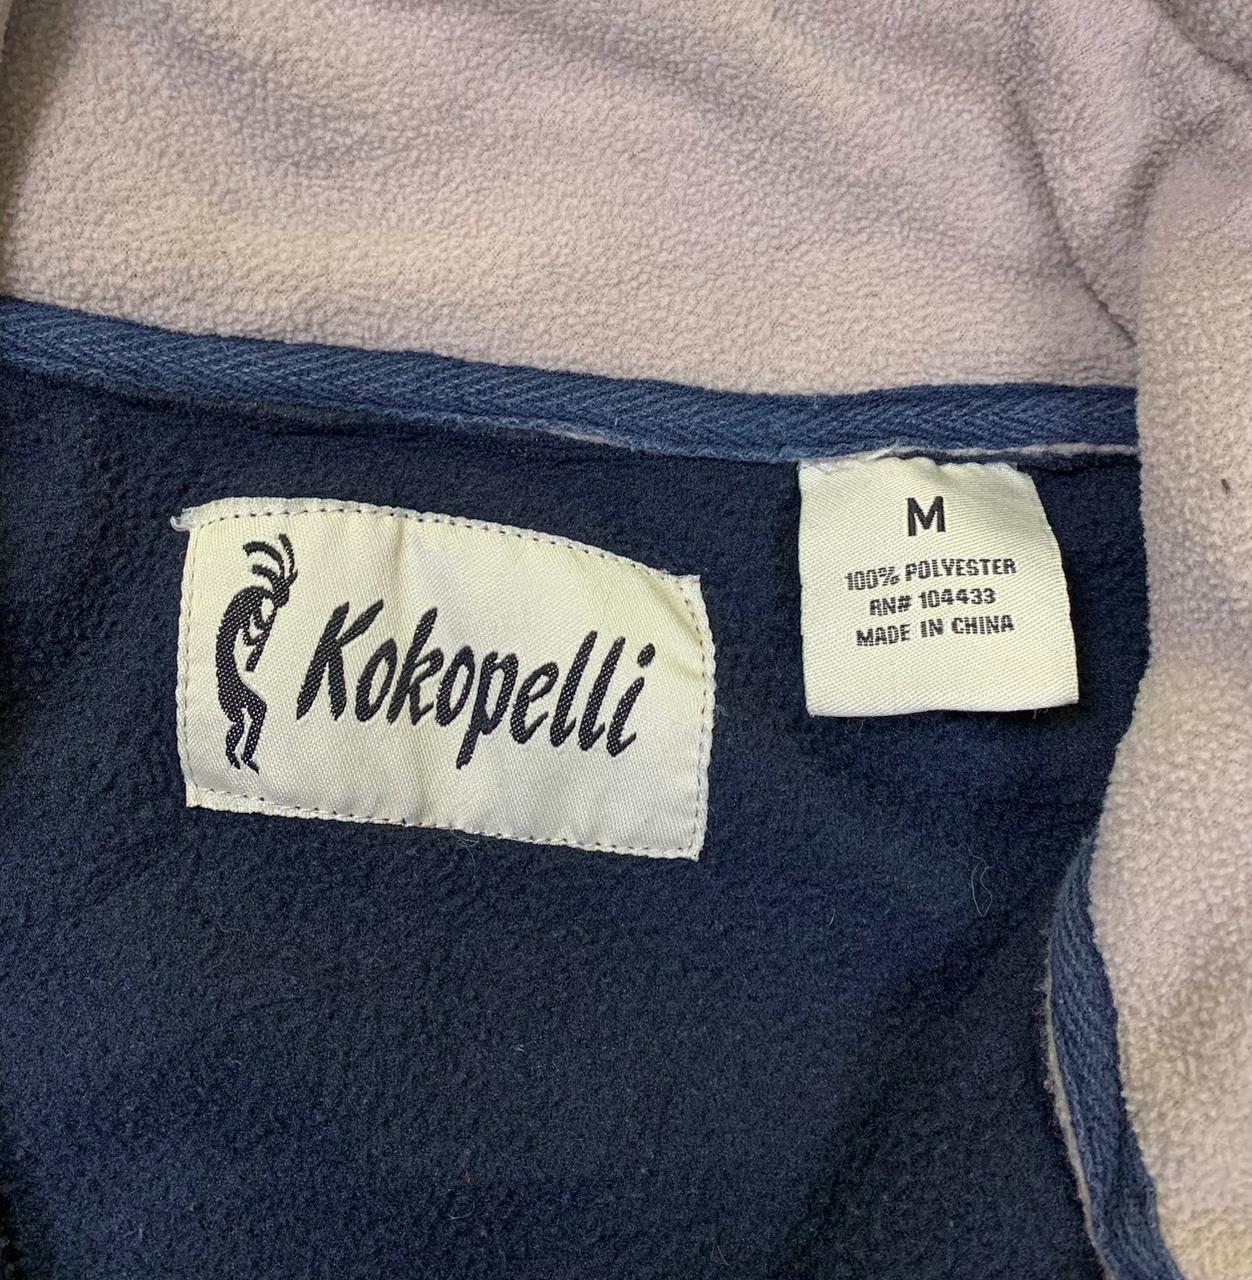 Kokopelli
M
100% POLYESTER
RN# 104433
MADE IN CHINA